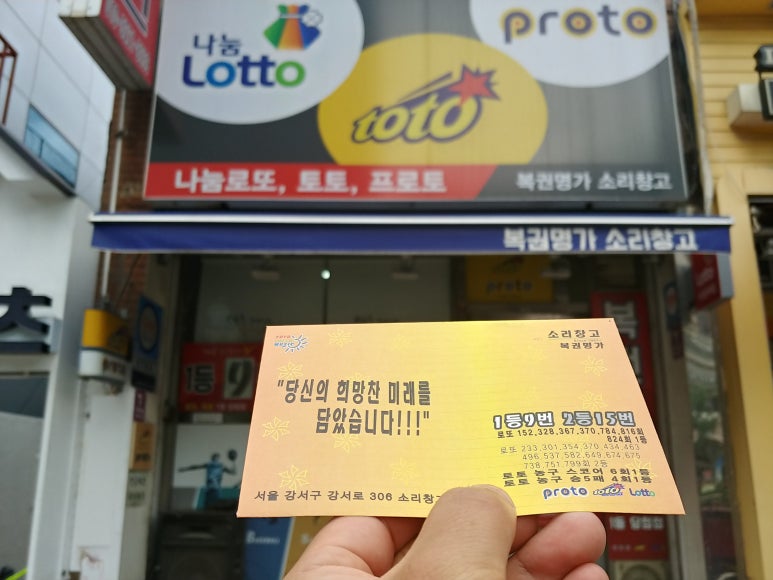 나눔
Lotto
proto
toto
나눔로또, 토토, 프로토
복권명가 소리창고
복권명가 소리창고
proto
1등 9
소리창고
복권명가
"당신의 희망찬 미래를
담았습니다!!!"
1등9번 2등15번
로또 152,328,367,370,784,816회
824회 1등
로또 233,301,354,370,434,463
496,537,582,649,674,675
738,751,799회 2등
토토 농구 스코어 6회1등
토토 농구 승5패 4회1등
서울 강서구 강서로 306 소리창
proto toto Lotto